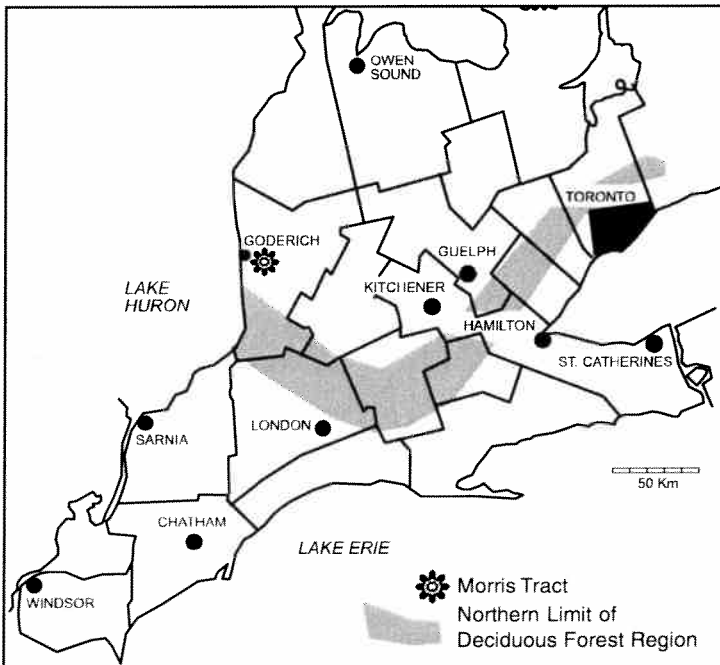 OWEN
SOUND
TORONTO
GODERICH
GUELPH
KITCHENER
LAKE
HURON
HAMILTON
ST. CATHERINES
LONDON
SARNIA
50 Km
CHATHAM
LAKE ERIE
WINDSOR
Morris Tract
Northern Limit of
Deciduous Forest Region